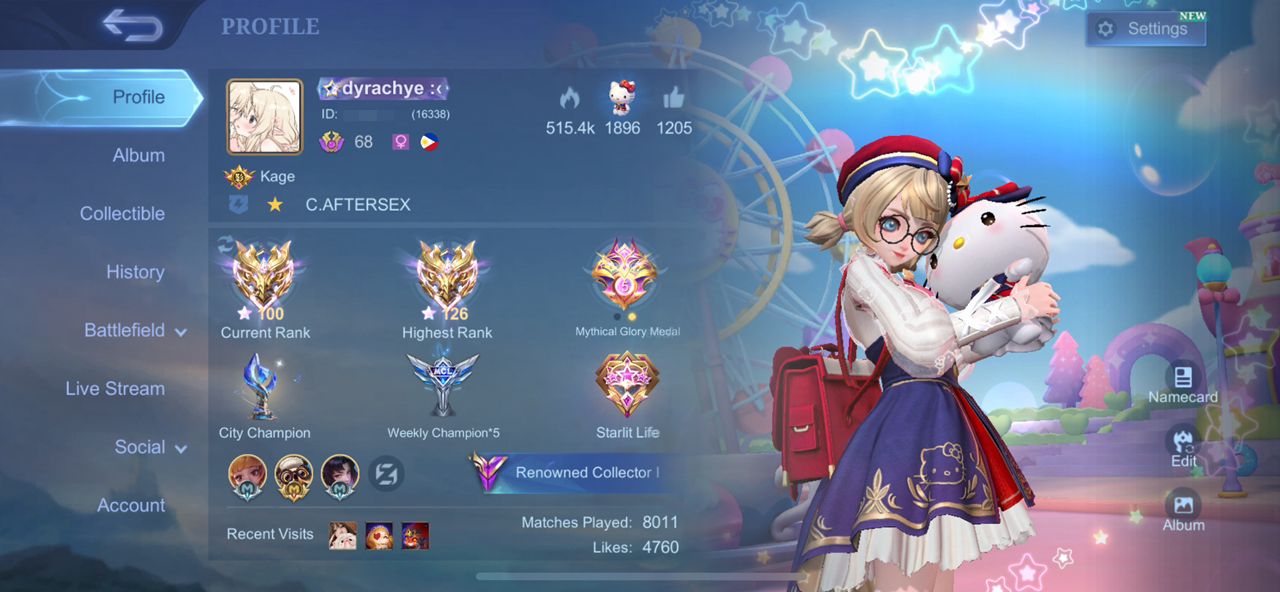 PROFILE
NEW
Settings
Profile
Album
Collectible
History
Battlefield
Live Stream
Social
Account
dyrachye :‹
ID:
(16338)
68
515.4k
1896
1205
Kage
C.AFTERSEX
100
Current Rank
126
Highest Rank
Mythical Glory Medal
City Champion
MCL
Weekly Champion*5
Starlit Life
M
M
M
Renowned Collector I
Recent Visits
Matches Played: 8011
Likes: 4760
Namecard
Edit
Album